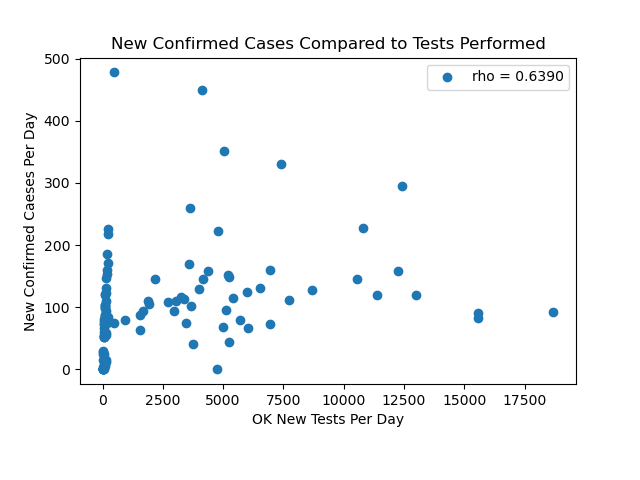 New Confirmed Cases Compared to Tests Performed
rho = 0.6390
New Confirmed Caeses Per Day
500
400
300
200
100
0
0 2500 5000 7500 10000 12500 15000 17500
OK New Tests Per Day